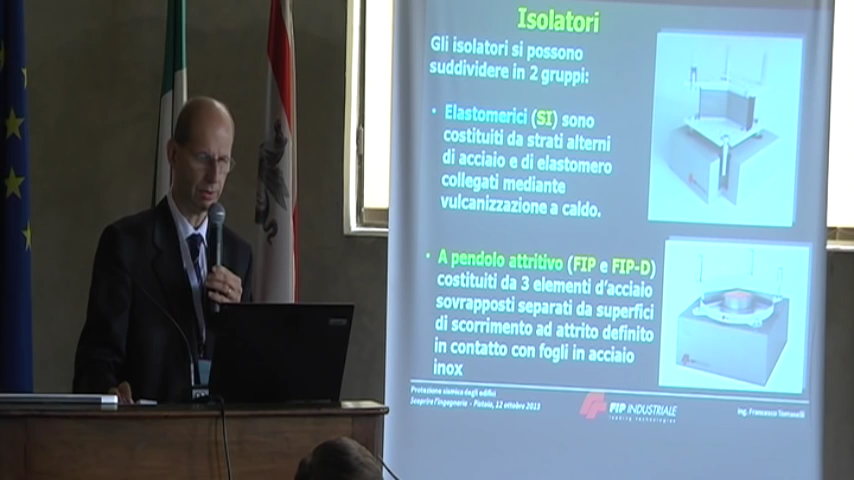 Isolatori
Gli isolatori si possono
suddividere in 2 gruppi:
• Elastomerici (SI) sono
costituiti da strati alterni
di acciaio e di elastomero
collegati mediante
vulcanizzazione a caldo.
• A pendolo attritivo (FIP e FIP-D)
costituiti da 3 elementi d'acciaio
sovrapposti separati da superfici
di scorrimento ad attrito definito
in contatto con fogli in acciaio
inox
Protezione sismica degli edifici
Scoprire l'ingegneria - Pistoia, 12 ottobre 2013
FIP INDUSTRIALE
leading technologies
ing. Francesco Tomaselli